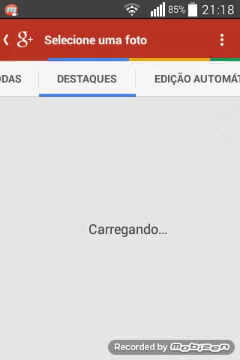 85% 21:18
g+ Selecione uma foto
ODAS DESTAQUES EDIÇÃO AUTOMÁT
Carregando...
Recorded by Mobizen